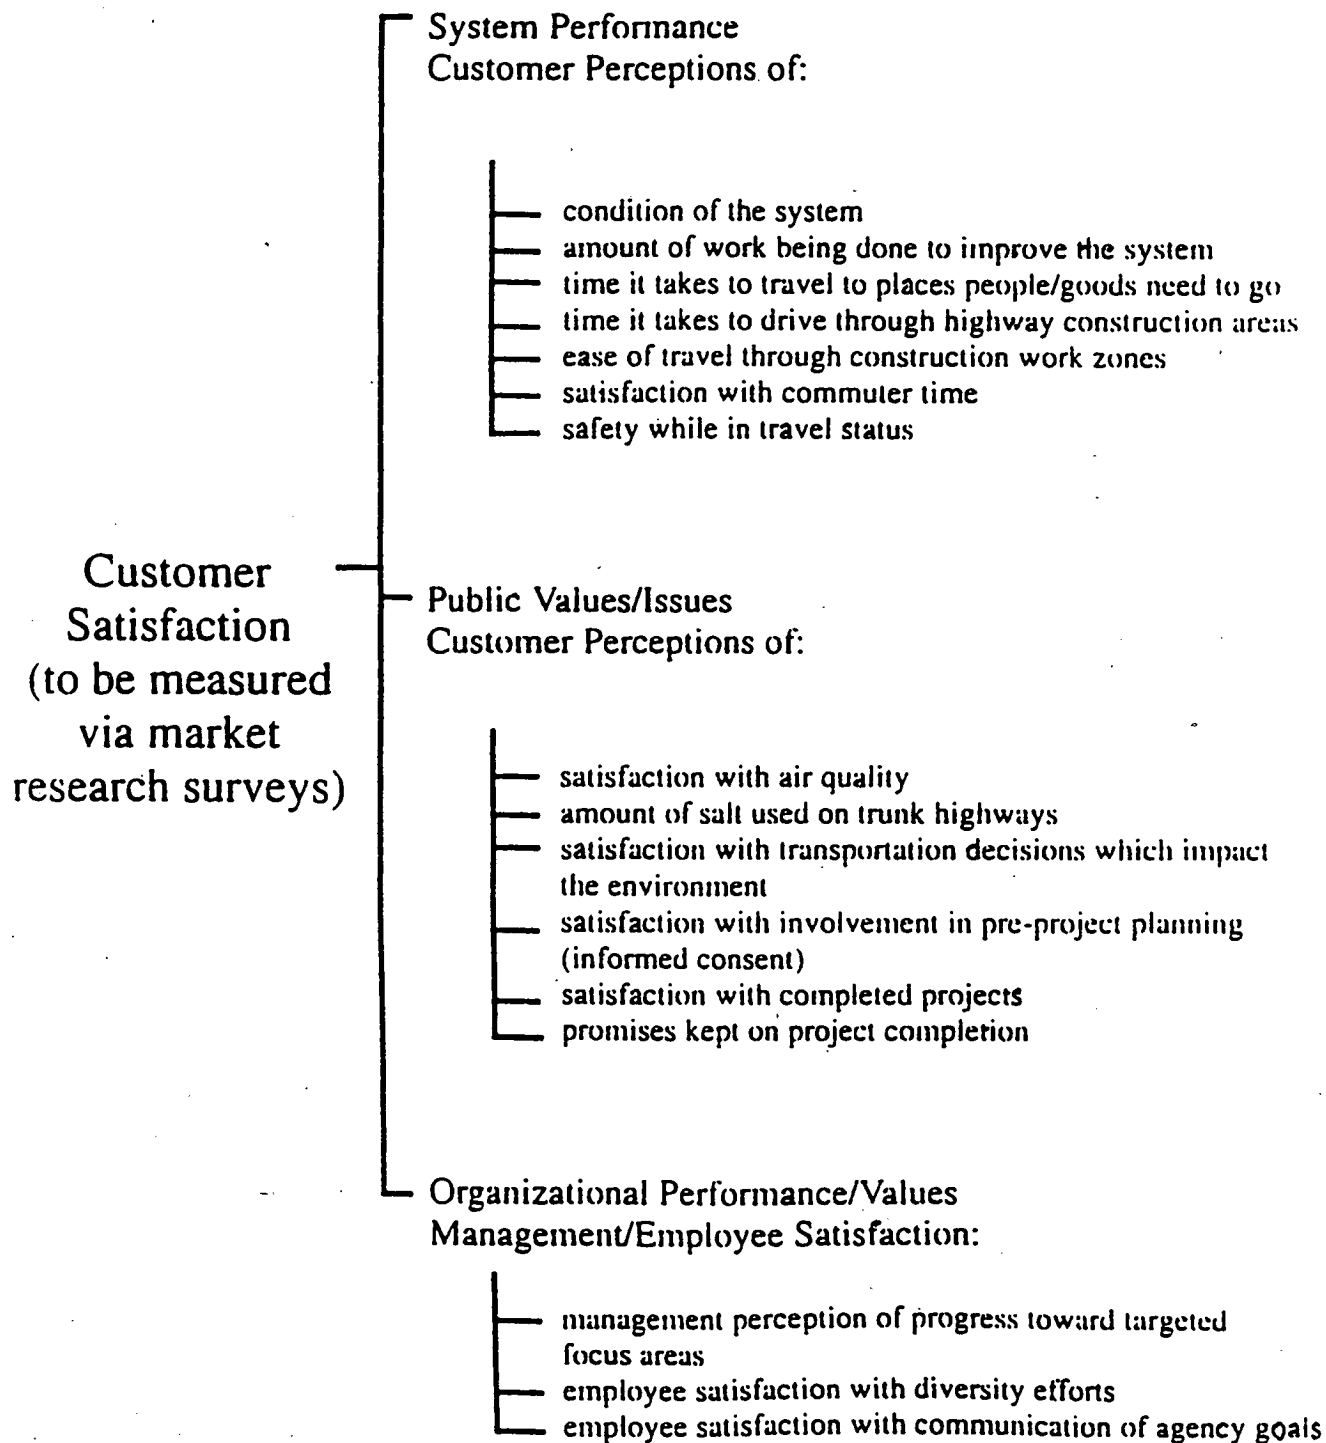 System Performance
Customer Perceptions of:
condition of the system
amount of work being done to improve the system
time it takes to travel to places people/goods need to go
time it takes to drive through highway construction areas
ease of travel through construction work zones
satisfaction with commuter time
safety while in travel status
Customer
Satisfaction
(to be measured
via market
research surveys)
Public Values/Issues
Customer Perceptions of:
satisfaction with air quality
amount of salt used on trunk highways
satisfaction with transportation decisions which impact
the environment
satisfaction with involvement in pre-project planning
(informed consent)
satisfaction with completed projects
promises kept on project completion
Organizational Performance/Values
Management/Employee Satisfaction:
management perception of progress toward targeted
focus areas
employee satisfaction with diversity efforts
employee satisfaction with communication of agency goals